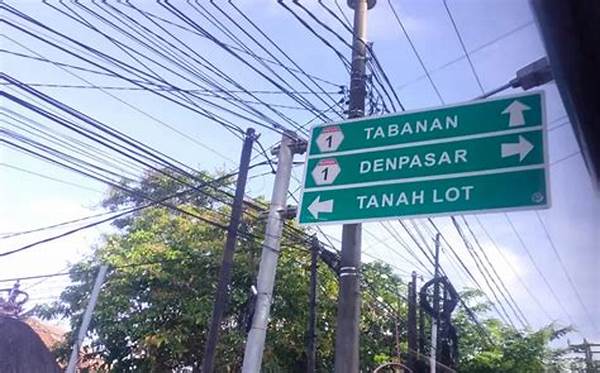 1 TABANAN
1 DENPASAR
TANAH LOT